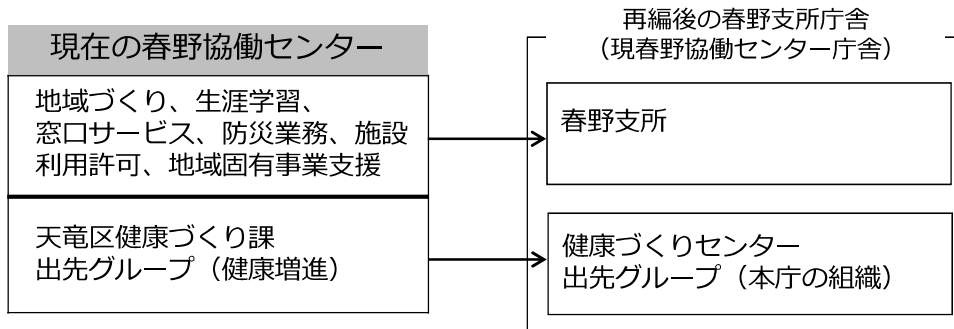 現在の春野協働センター
地域づくり、生涯学習、
窓口サービス、防災業務、施設
利用許可、地域固有事業支援
天竜区健康づくり課
出先グループ（健康増進）
再編後の春野支所庁舎
（現春野協働センター庁舎）
春野支所
健康づくりセンター
出先グループ（本庁の組織）